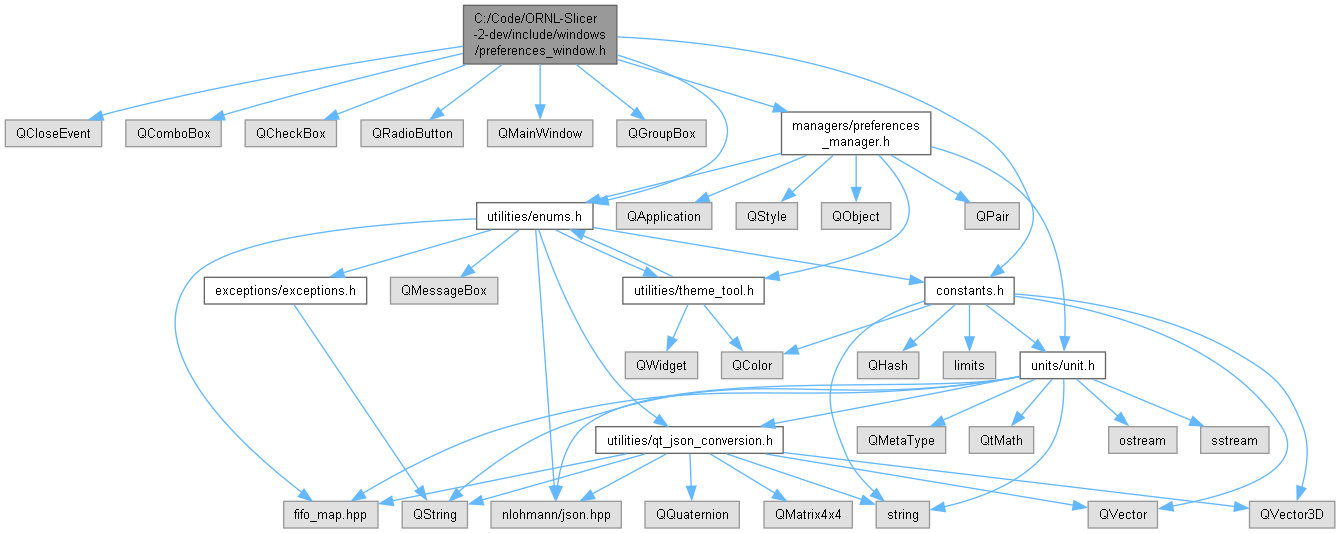 C:/Code/ORNL-Slicer
-2-dev/include/windows
/preferences_window.h
QCloseEvent
QComboBox
QCheckBox
QRadioButton
QMainWindow
QGroupBox
managers/preferences
_manager.h
utilities/enums.h
QApplication
QStyle
QObject
QPair
exceptions/exceptions.h
QMessageBox
utilities/theme_tool.h
constants.h
QWidget
QColor
QHash
limits
units/unit.h
utilities/qt_json_conversion.h
QMetaType
QtMath
ostream
sstream
fifo_map.hpp
QString
nlohmann/json.hpp
QQuaternion
QMatrix4x4
string
QVector
QVector3D